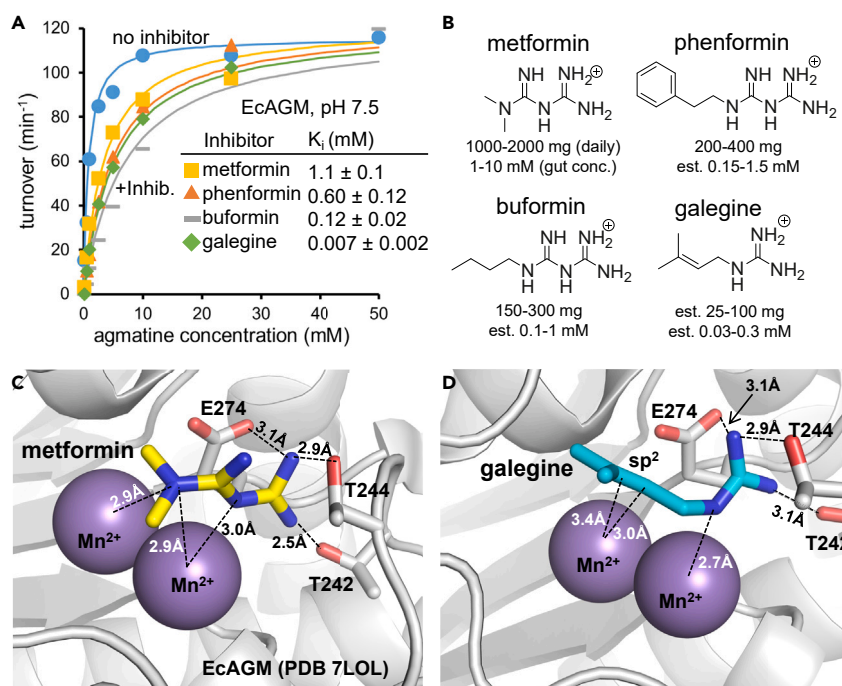 A
120
100
80
60
40
20
0
turnover (min-1)
no inhibitor
+Inhib.
EcAGM, pH 7.5
Inhibitor Ki (mM)
metformin 1.1 ± 0.1
phenformin 0.60 ± 0.12
buformin 0.12 ± 0.02
galegine 0.007 ± 0.002
0 10 20 30 40 50
agmatine concentration (mM)
B
metformin
NH NH2 ⊕
N N H NH2
1000-2000 mg (daily)
1-10 mM (gut conc.)
phenformin
NH NH2 ⊕
N H N H NH2
200-400 mg
est. 0.15-1.5 mM
buformin
NH NH2 ⊕
N H N H NH2
150-300 mg
est. 0.1-1 mM
galegine
NH2 ⊕
N H NH2
est. 25-100 mg
est. 0.03-0.3 mM
C
E274
metformin
3.1Å
2.9Å
2.9Å
T244
Mn2+
3.0Å
2.9Å
2.5Å
Mn2+
T242
EcAGM (PDB 7LOL)
D
3.1Å
E274
2.9Å
T244
galegine
sp2
3.4Å
3.0Å
3.1Å
T242
Mn2+
2.7Å
Mn2+